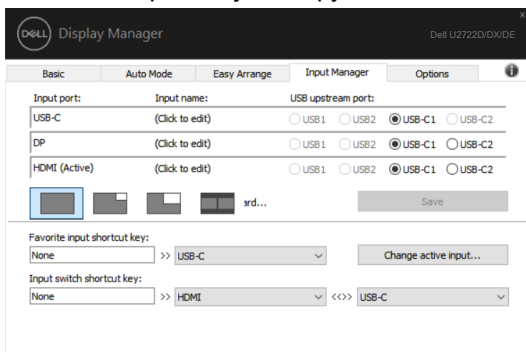 DELL Display Manager
x
Dell U2722D/DX/DE
Basic Auto Mode Easy Arrange Input Manager Options i
Input port: Input name: USB upstream port:
USB-C (Click to edit) USB1 USB2 USB-C1 USB-C2
DP (Click to edit) USB1 USB2 USB-C1 USB-C2
HDMI (Active) (Click to edit) USB1 USB2 USB-C1 USB-C2
ard... Save
Favorite input shortcut key:
None >> USB-C Change active input...
Input switch shortcut key:
None >> HDMI <<>> USB-C